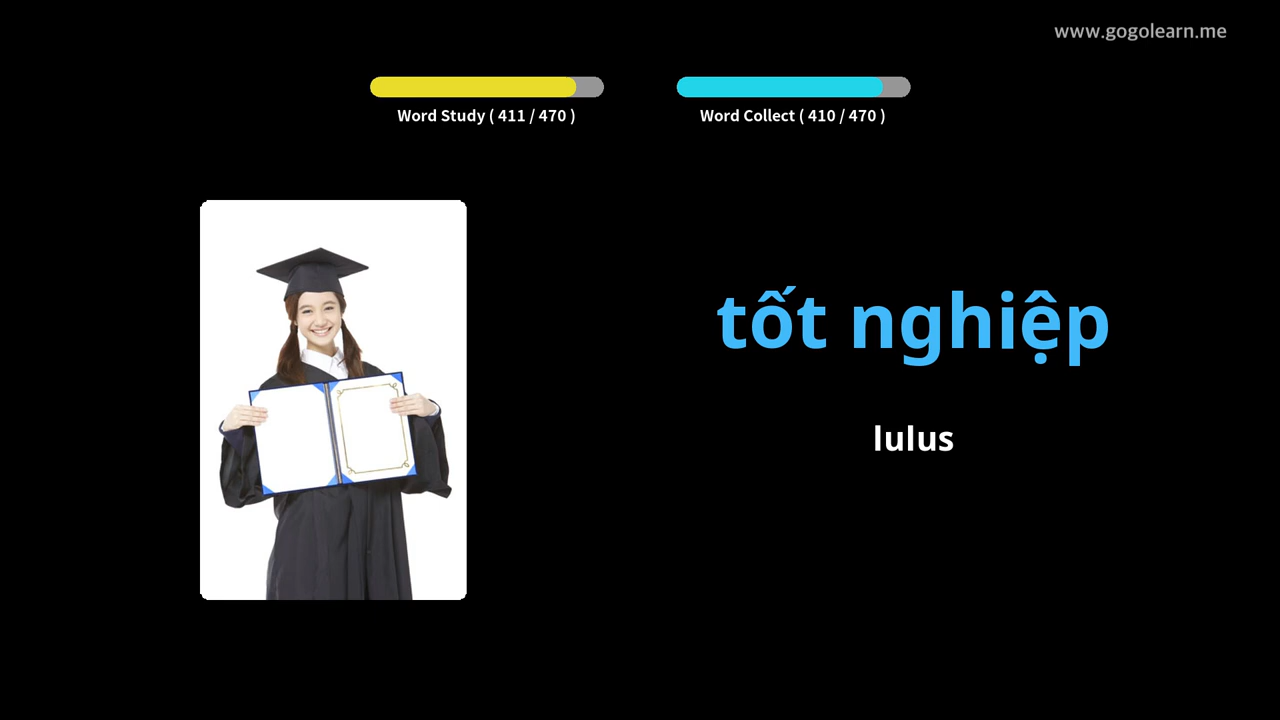 www.gogolearn.me
Word Study ( 411 / 470 )
Word Collect ( 410 / 470 )
tốt nghiệp
lulus